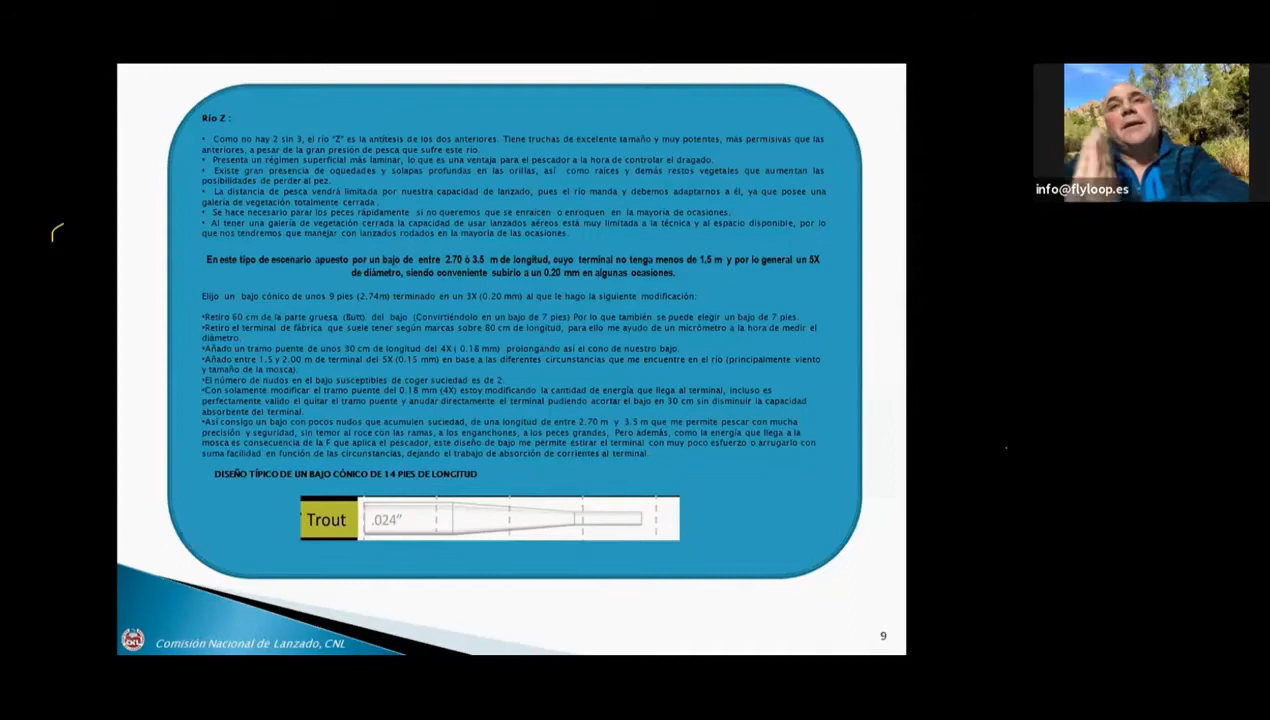 Río Z :
• Como no hay 2 sin 3, el río "Z" es la antítesis de los dos anteriores. Tiene truchas de excelente tamaño y muy potentes, mas permisivas que las
anteriores, a pesar de la gran presión de pesca que sufre este río.
• Presenta un régimen superficial más laminar, lo que es una ventaja para el pescador a la hora de controlar el dragado.
• Existe gran presencia de oquedades y solapas profundas en las orillas, así como raíces y demás restos vegetales que aumentan las
posibilidades de perder al pez.
• La distancia de pesca vendrá limitada por nuestra capacidad de lanzado, pues el río manda y debemos adaptarnos a él, ya que posee una
galería de vegetación totalmente cerrada .
• Se hace necesario parar los peces rápidamente si no queremos que se enraícen o enroquen en la mayoría de ocasiones.
• Al tener una galería de vegetación cerrada la capacidad de usar lanzados aéreos está muy limitada a la técnica y al espacio disponible, por lo
que nos tendremos que manejar con lanzados rodados en la mayoría de las ocasiones.
En este tipo de escenario apuesto por un bajo de entre 2.70 ó 3.5 m de longitud, cuyo terminal no tenga menos de 1,5 m y por lo general un 5X
de diámetro, siendo conveniente subirlo a un 0.20 mm en algunas ocasiones.
Elijo un bajo cónico de unos 9 pies (2.74m) terminado en un 3X (0.20 mm) al que le hago la siguiente modificación:
•Retiro 60 cm de la parte gruesa (Butt) del bajo (Convirtiéndolo en un bajo de 7 pies) Por lo que también se puede elegir un bajo de 7 pies.
•Retiro el terminal de fábrica que suele tener según marcas sobre 80 cm de longitud, para ello me ayudo de un micrómetro a la hora de medir el
diámetro.
•Añado un tramo puente de unos 30 cm de longitud del 4X ( 0.18 mm) prolongando así el cono de nuestro bajo.
•Añado entre 1.5 y 2.00 m de terminal del 5X (0.15 mm) en base a las diferentes circunstancias que me encuentre en el río (principalmente viento
y tamaño de la mosca).
•El número de nudos en el bajo susceptibles de coger suciedad es de 2.
•Con solamente modificar el tramo puente del 0.18 mm (4X) estoy modificando la cantidad de energía que llega al terminal, incluso es
perfectamente valido el quitar el tramo puente y anudar directamente el terminal pudiendo acortar el bajo en 30 cm sin disminuir la capacidad
absorbente del terminal.
•Así consigo un bajo con pocos nudos que acumulen suciedad, de una longitud de entre 2.70 m y 3.5 m que me permite pescar con mucha
precisión y seguridad, sin temor al roce con las ramas, a los enganchones, a los peces grandes, Pero además, como la energía que llega a la
mosca es consecuencia de la F que aplica el pescador, este diseño de bajo me permite estirar el terminal con muy poco esfuerzo o arrugarlo con
suma facilidad en función de las circunstancias, dejando el trabajo de absorción de corrientes al terminal.
DISEÑO TÍPICO DE UN BAJO CÓNICO DE 14 PIES DE LONGITUD
Trout .024"
Comisión Nacional de Lanzado, CNL
9
info@flyloop.es